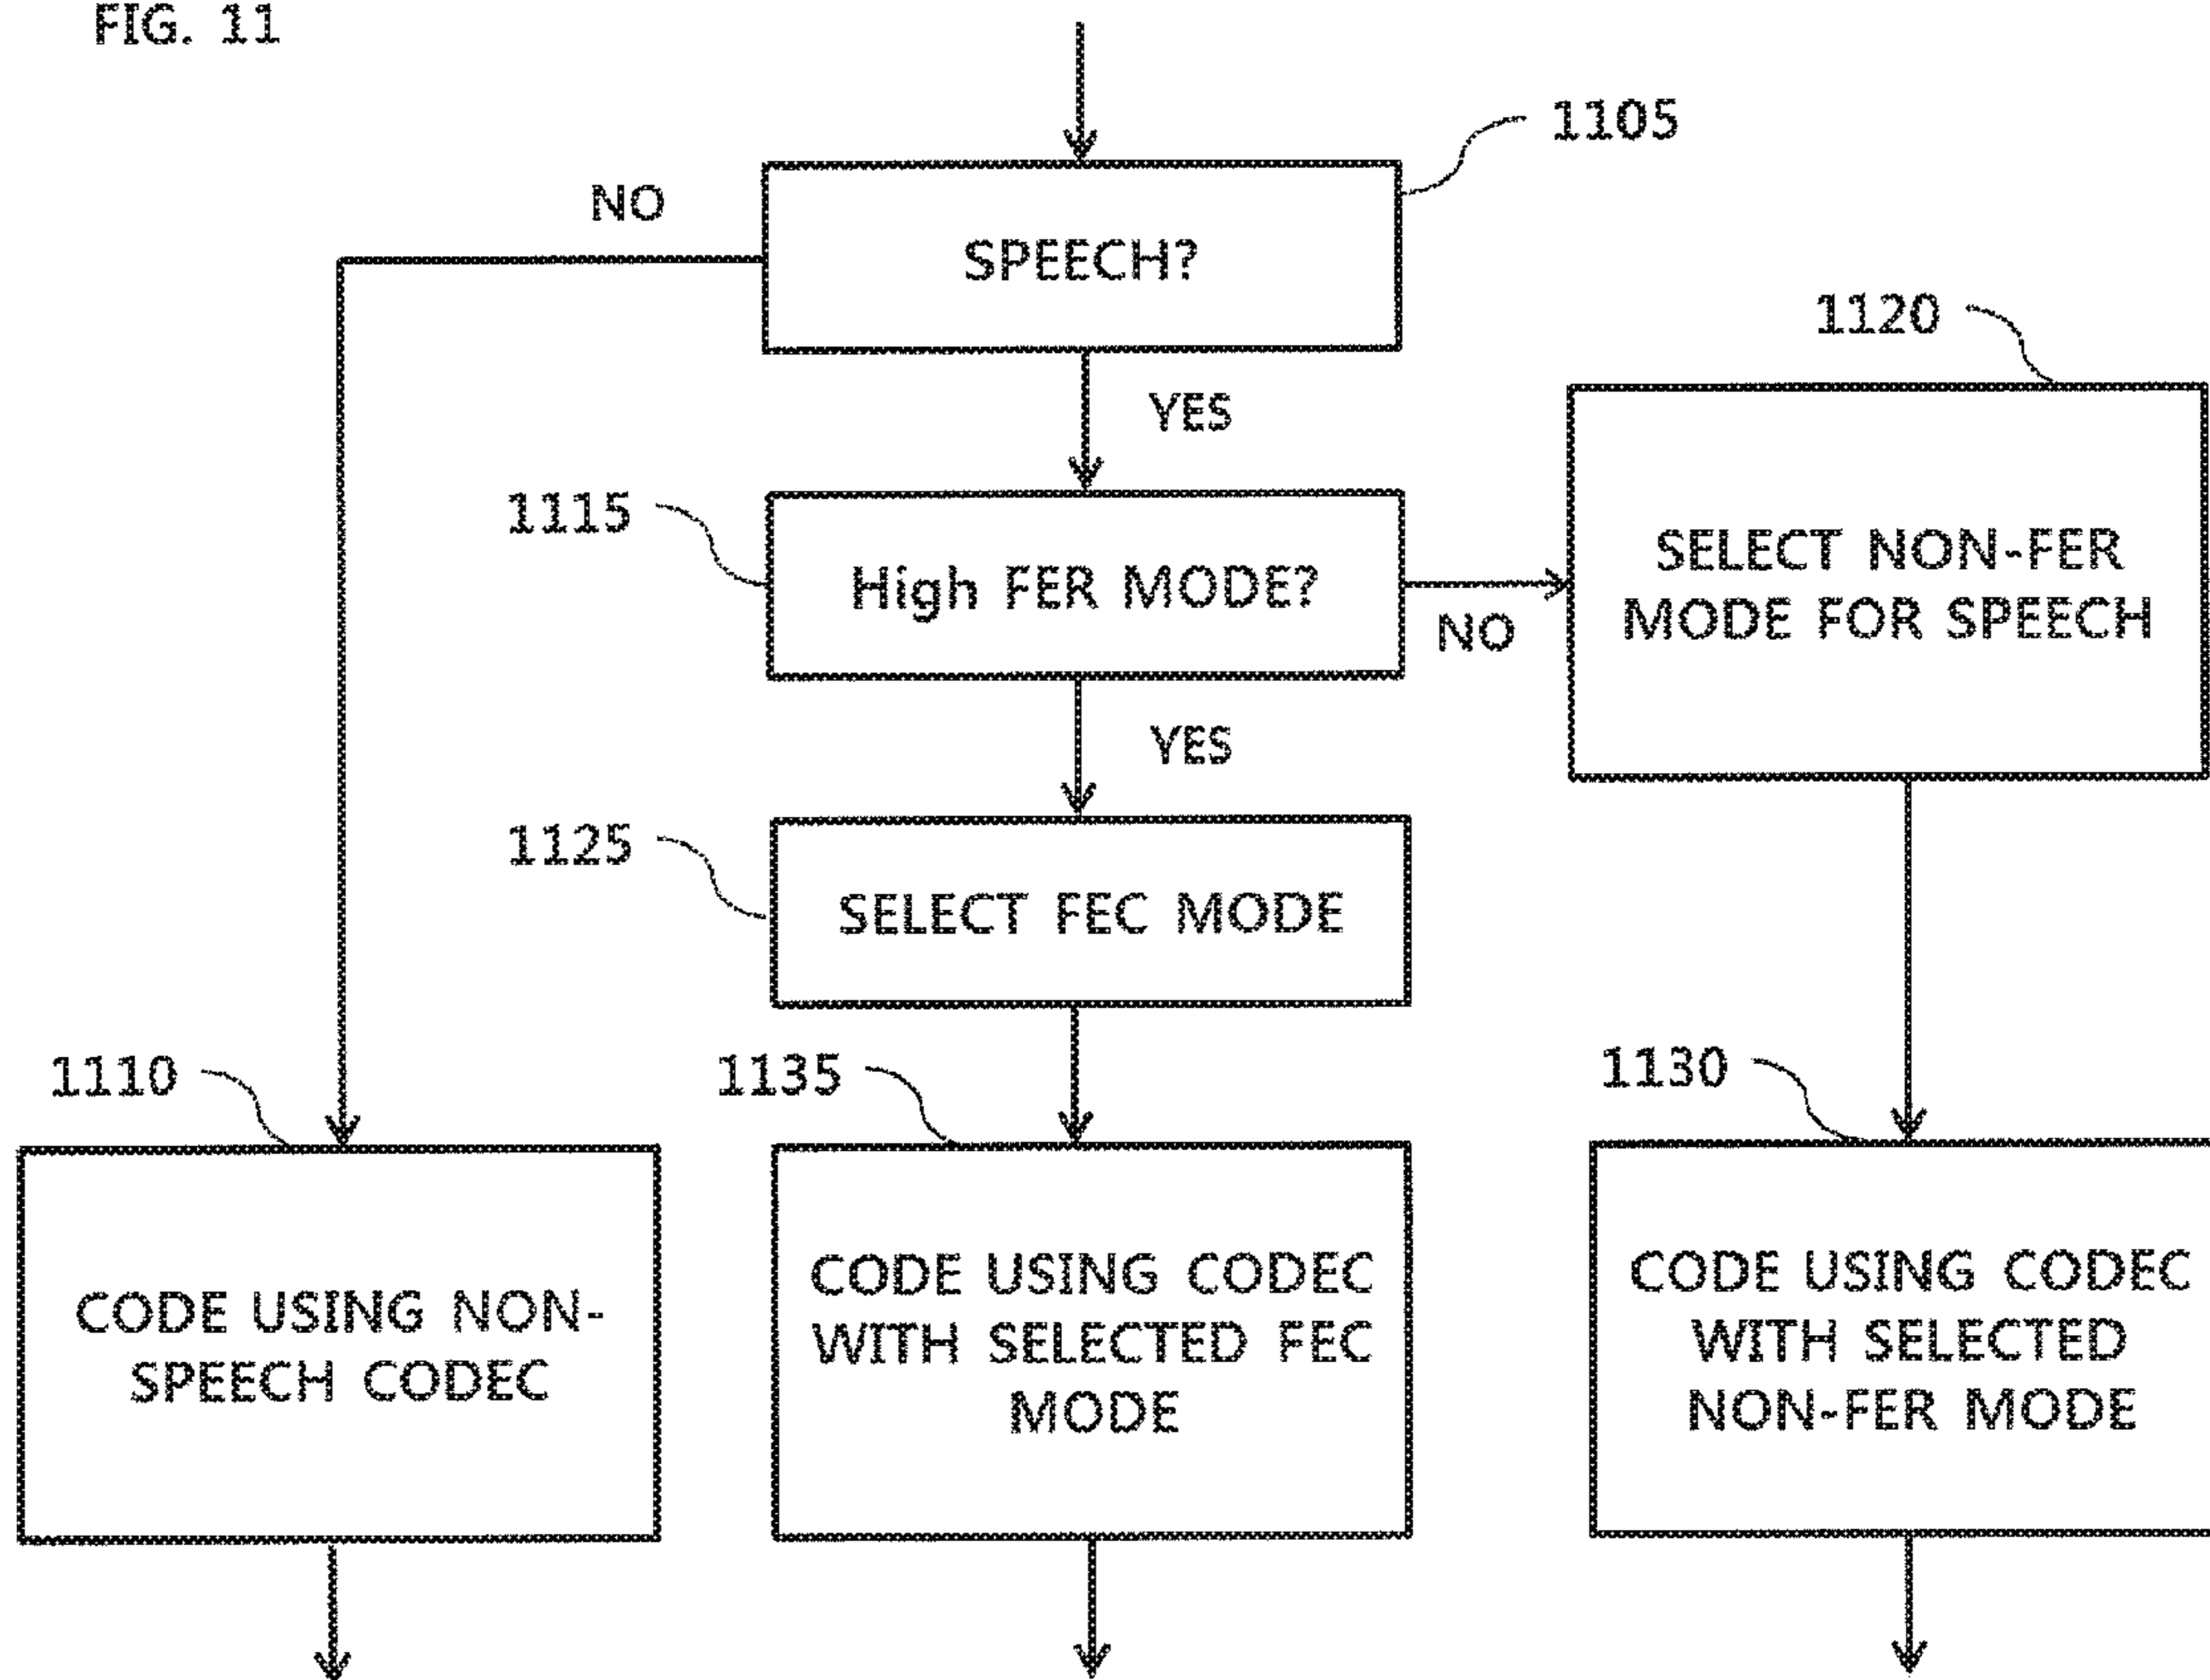 FIG. 11
1105
NO
SPEECH?
1120
YES
1115
High FER MODE?
NO
SELECT NON-FER
MODE FOR SPEECH
YES
1125
SELECT FEC MODE
1110
1135
1130
CODE USING NON-
SPEECH CODEC
CODE USING CODEC
WITH SELECTED FEC
MODE
CODE USING CODEC
WITH SELECTED
NON-FER MODE